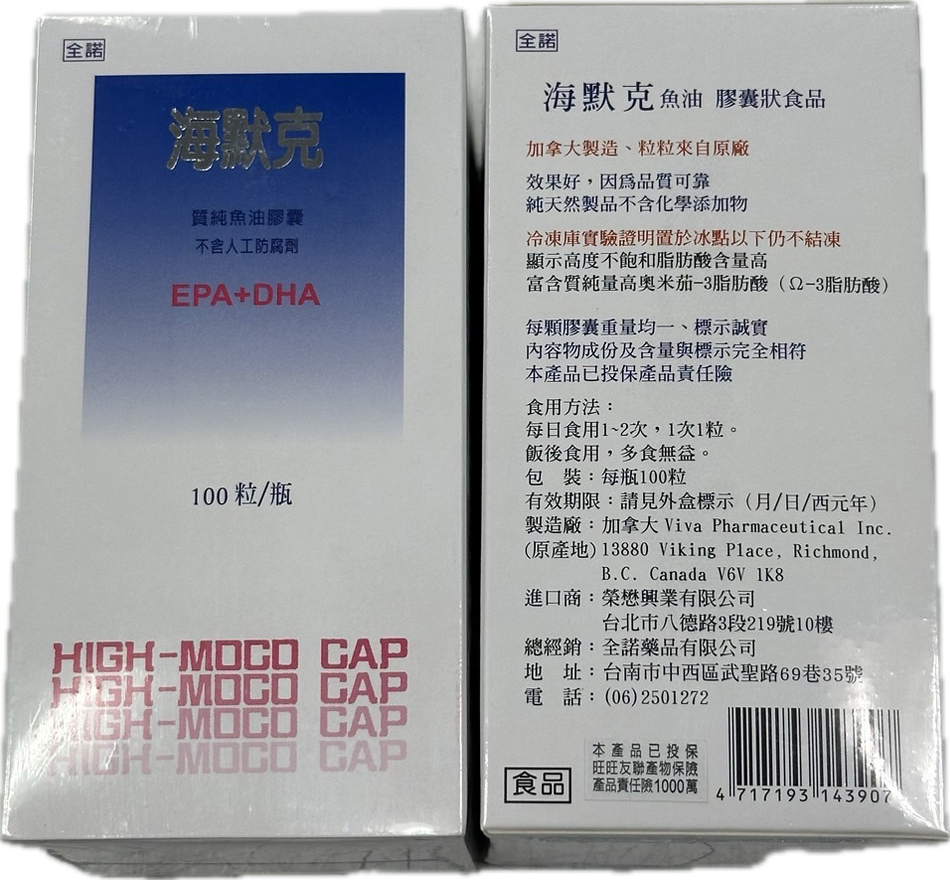 全諾
海默克
質純魚油膠囊
不含人工防腐劑
EPA+DHA
100 粒/瓶
HIGH-MOCO CAP
HIGH-MOCO CAP
HIGH-MOCO CAP
HIGH-MOCO CAP
全諾
海默克魚油 膠囊狀食品
加拿大製造、粒粒來自原廠
效果好，因為品質可靠
純天然製品不含化學添加物
冷凍庫實驗證明置於冰點以下仍不結凍
顯示高度不飽和脂肪酸含量高
富含質純量高奧米茄-3脂肪酸（Ω-3脂肪酸）
每顆膠囊重量均一、標示誠實
內容物成份及含量與標示完全相符
本產品已投保產品責任險
食用方法：
每日食用1~2次，1次1粒。
飯後食用，多食無益。
包　裝：每瓶100粒
有效期限：請見外盒標示（月/日/西元年）
製造廠：加拿大 Viva Pharmaceutical Inc.
(原產地) 13880 Viking Place, Richmond,
B.C. Canada V6V 1K8
進口商：榮懋興業有限公司
台北市八德路3段219號10樓
總經銷：全諾藥品有限公司
地　址：台南市中西區武聖路69巷35號
電　話：(06)2501272
食品
本產品已投保
旺旺友聯產物保險
產品責任險1000萬
4 717193 143907